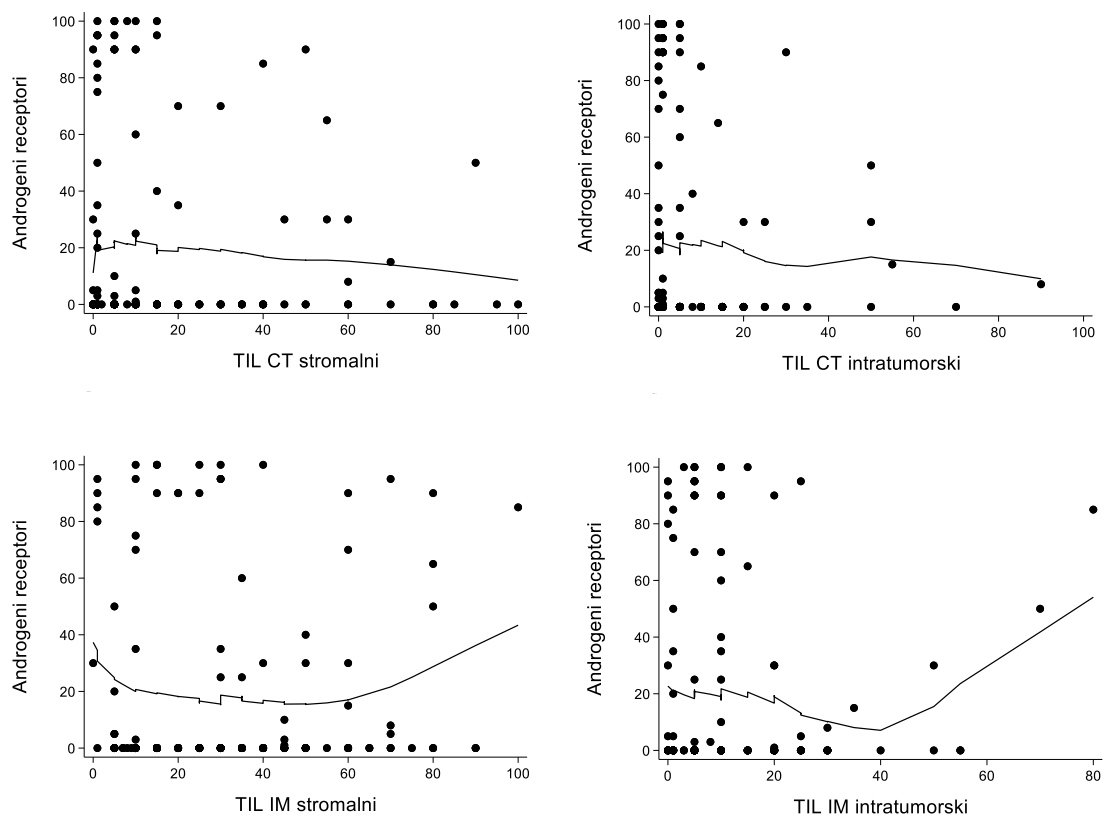 100
80
60
40
20
0
Androgeni receptori
0 20 40 60 80 100
TIL CT stromalni
100
80
60
40
20
0
Androgeni receptori
0 20 40 60 80 100
TIL CT intratumorski
100
80
60
40
20
0
Androgeni receptori
0 20 40 60 80 100
TIL IM stromalni
100
80
60
40
20
0
Androgeni receptori
0 20 40 60 80
TIL IM intratumorski